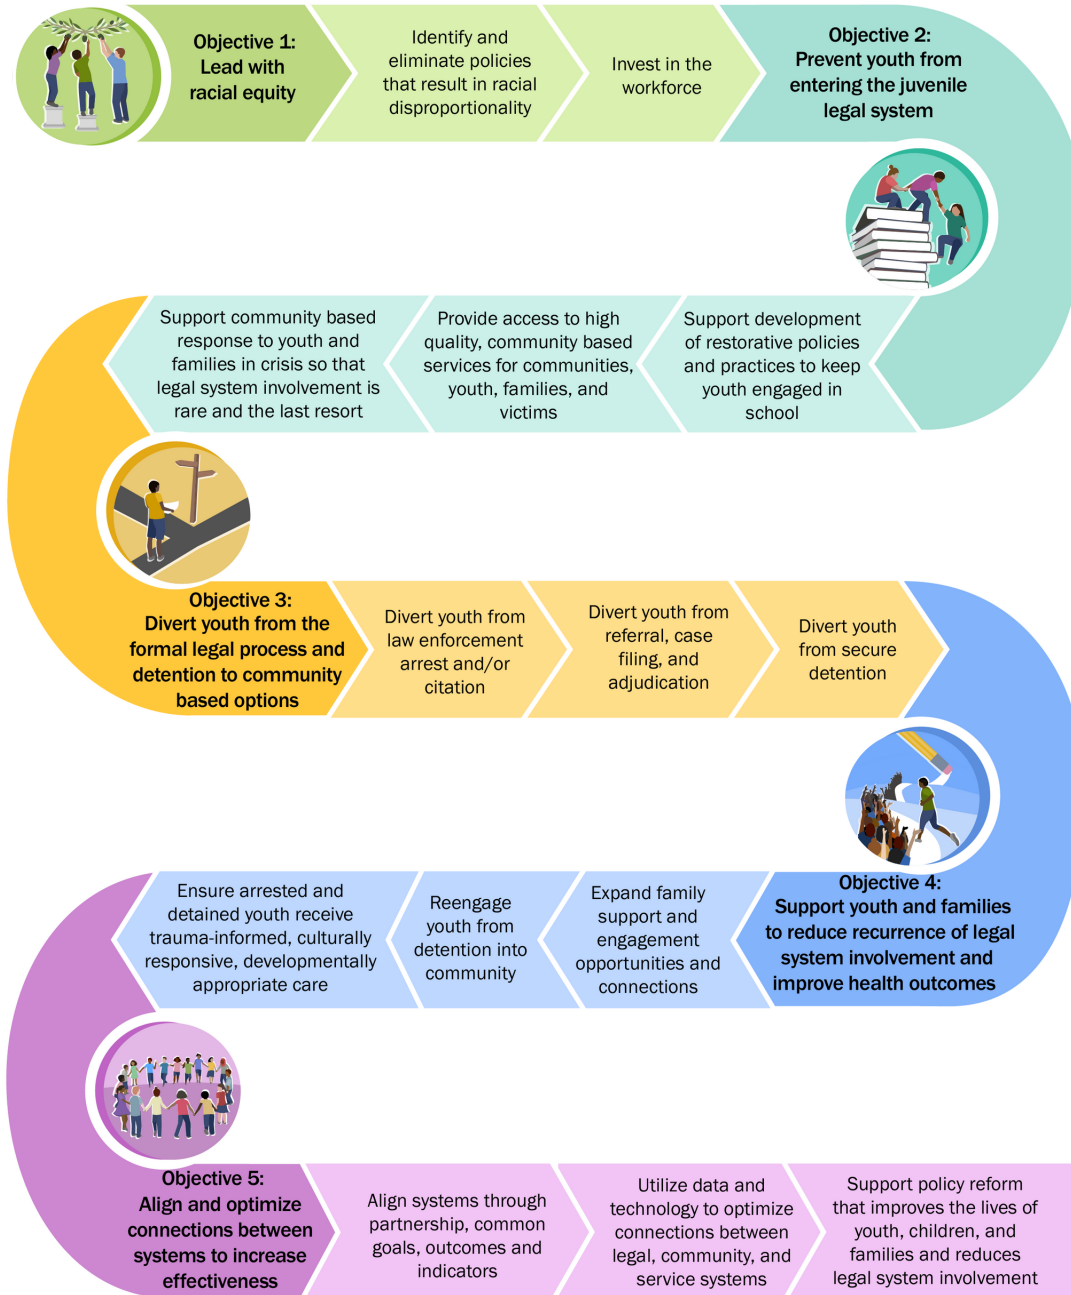 Objective 1:
Lead with
racial equity
Identify and
eliminate policies
that result in racial
disproportionality
Invest in the
workforce
Objective 2:
Prevent youth from
entering the juvenile
legal system
Support development
of restorative policies
and practices to keep
youth engaged in
school
Provide access to high
quality, community based
services for communities,
youth, families, and
victims
Support community based
response to youth and
families in crisis so that
legal system involvement is
rare and the last resort
Objective 3:
Divert youth from the
formal legal process and
detention to community
based options
Divert youth from
law enforcement
arrest and/or
citation
Divert youth from
referral, case
filing, and
adjudication
Divert youth
from secure
detention
Objective 4:
Support youth and families
to reduce recurrence of legal
system involvement and
improve health outcomes
Expand family
support and
engagement
opportunities and
connections
Reengage
youth from
detention into
community
Ensure arrested and
detained youth receive
trauma-informed, culturally
responsive, developmentally
appropriate care
Objective 5:
Align and optimize
connections between
systems to increase
effectiveness
Align systems through
partnership, common
goals, outcomes and
indicators
Utilize data and
technology to optimize
connections between
legal, community, and
service systems
Support policy reform
that improves the lives of
youth, children, and
families and reduces
legal system involvement